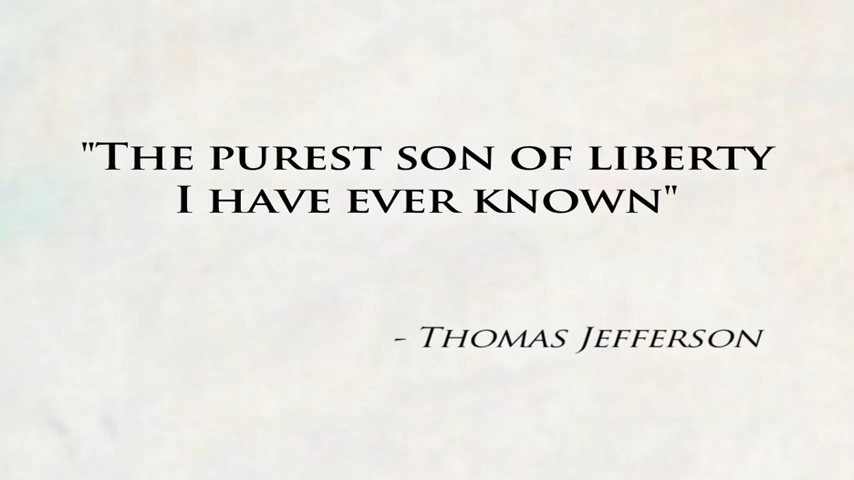 "The purest son of liberty
I have ever known"
- Thomas Jefferson